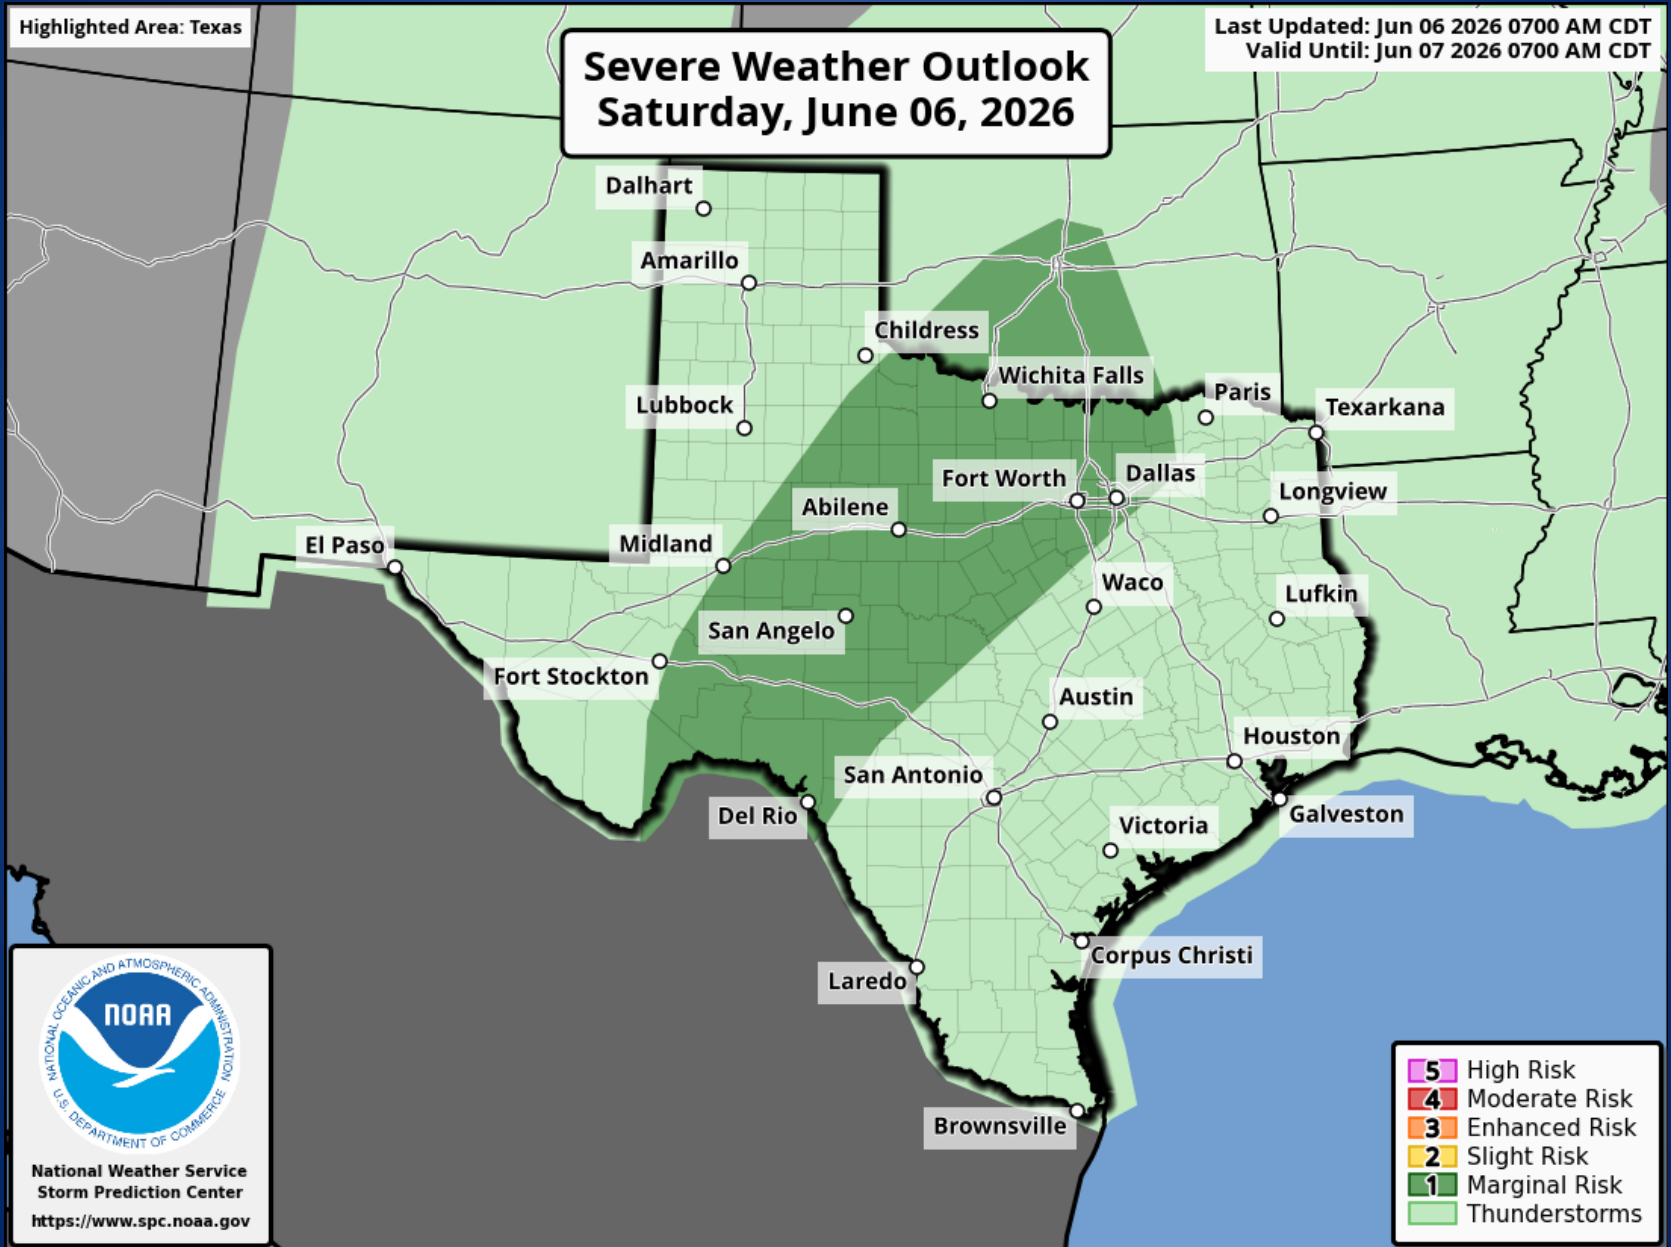 Highlighted Area: Texas
Severe Weather Outlook
Saturday, June 06, 2026
Last Updated: Jun 06 2026 0700 AM CDT
Valid Until: Jun 07 2026 0700 AM CDT
Dalhart
Amarillo
Childress
Wichita Falls
Paris
Texarkana
Lubbock
Fort Worth
Dallas
Longview
Abilene
El Paso
Midland
Waco
Lufkin
San Angelo
Fort Stockton
Austin
Houston
San Antonio
Del Rio
Galveston
Victoria
Corpus Christi
Laredo
Brownsville
NATIONAL OCEANIC AND ATMOSPHERIC ADMINISTRATION
NOAA
U.S. DEPARTMENT OF COMMERCE
National Weather Service
Storm Prediction Center
https://www.spc.noaa.gov
5 High Risk
4 Moderate Risk
3 Enhanced Risk
2 Slight Risk
1 Marginal Risk
Thunderstorms